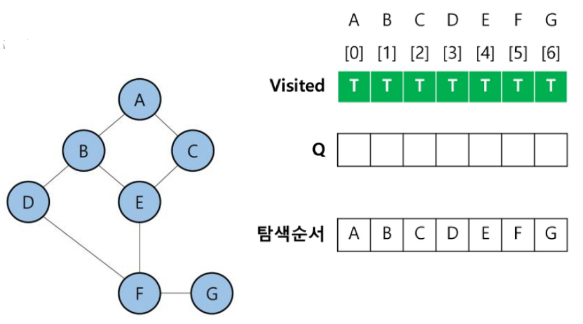 A B C D E F G
[0] [1] [2] [3] [4] [5] [6]
Visited T T T T T T T
Q
탐색순서 A B C D E F G
A
B C
D E
F G